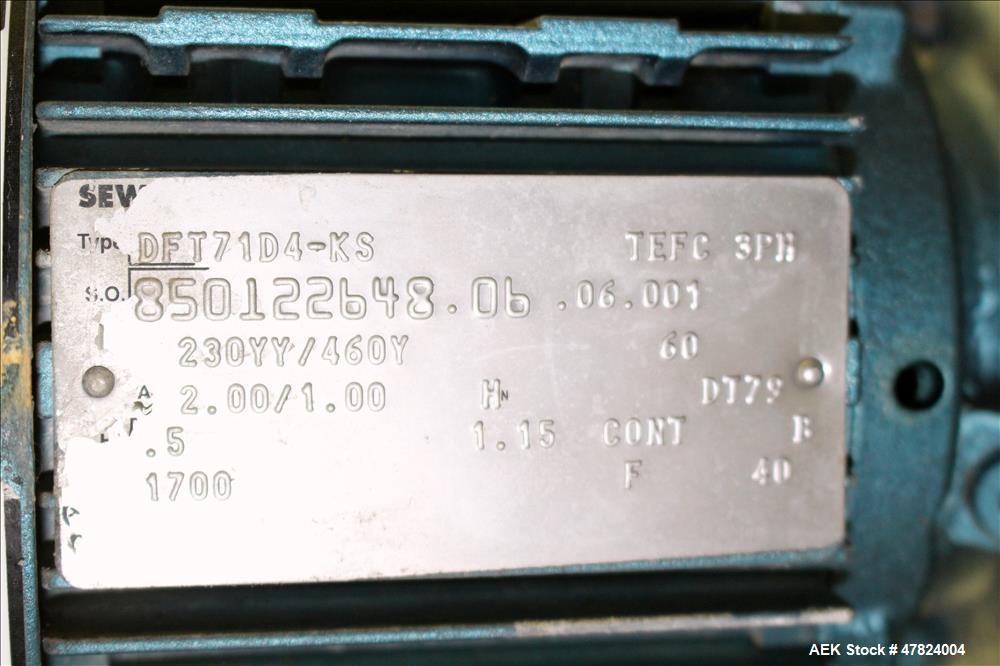 SEW
Type DFT71D4-KS TEFC 3PH
S.O. 850122648.06 .06.001
230YY/460Y 60
A 2.00/1.00 HN DT79
.5 1.15 CONT B
1700 F 40
AEK Stock # 47824004